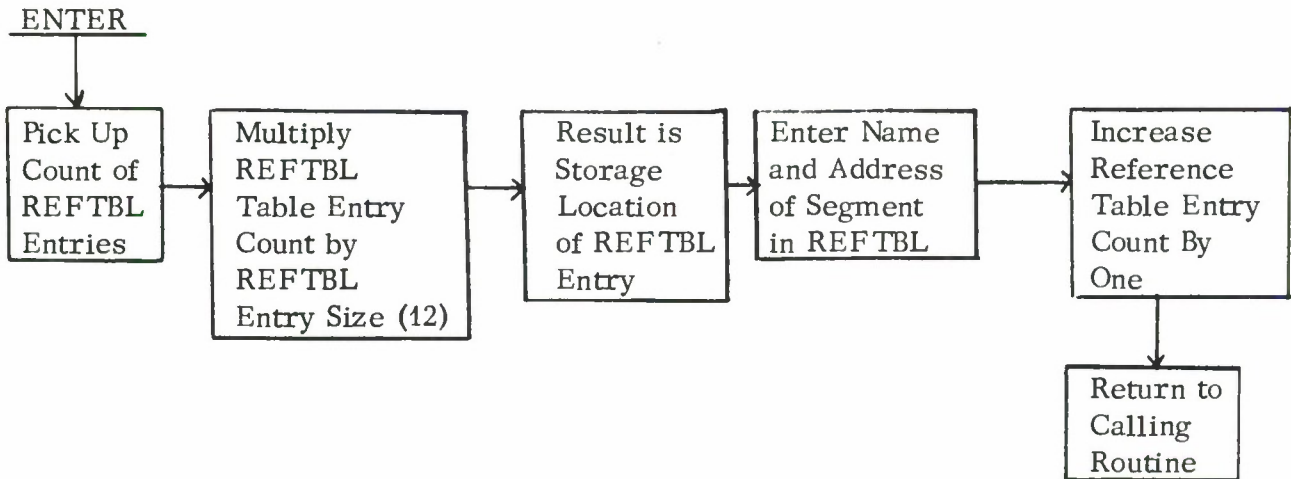 ENTER
Pick Up
Count of
REFTBL
Entries
Multiply
REFTBL
Table Entry
Count by
REFTBL
Entry Size (12)
Result is
Storage
Location
of REFTBL
Entry
Enter Name
and Address
of Segment
in REFTBL
Increase
Reference
Table Entry
Count By
One
Return to
Calling
Routine